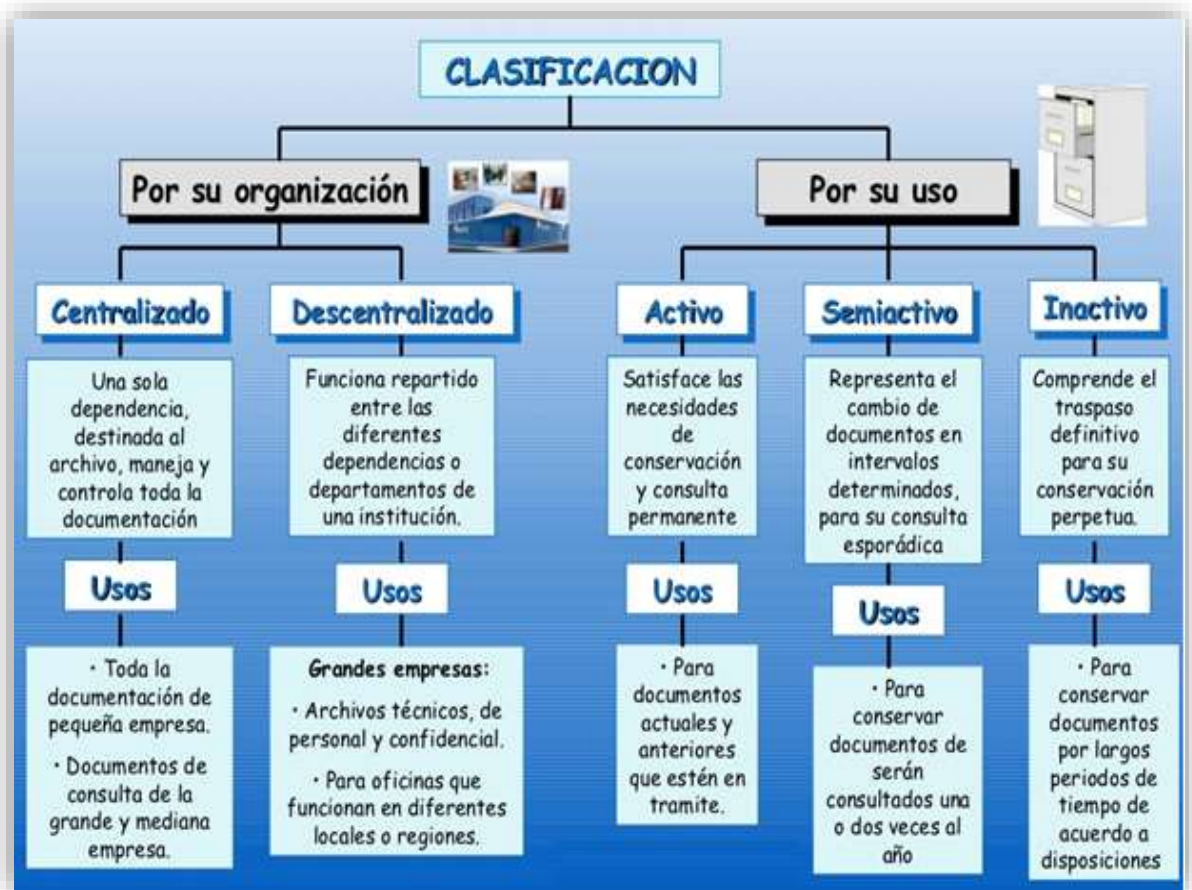 CLASIFICACION
Por su organización
Por su uso
Centralizado
Una sola
dependencia,
destinada al
archivo, maneja y
controla toda la
documentación
Usos
• Toda la
documentación de
pequeña empresa.
• Documentos de
consulta de la
grande y mediana
empresa.
Descentralizado
Funciona repartido
entre las
diferentes
dependencias o
departamentos de
una institución.
Usos
Grandes empresas:
• Archivos técnicos, de
personal y confidencial.
• Para oficinas que
funcionan en diferentes
locales o regiones.
Activo
Satisface las
necesidades
de
conservación
y consulta
permanente
Usos
• Para
documentos
actuales y
anteriores
que estén en
tramite.
Semiactivo
Representa el
cambio de
documentos en
intervalos
determinados,
para su consulta
esporádica
Usos
• Para
conservar
documentos de
serán
consultados una
o dos veces al
año
Inactivo
Comprende el
traspaso
definitivo
para su
conservación
perpetua.
Usos
• Para
conservar
documentos
por largos
periodos de
tiempo de
acuerdo a
disposiciones